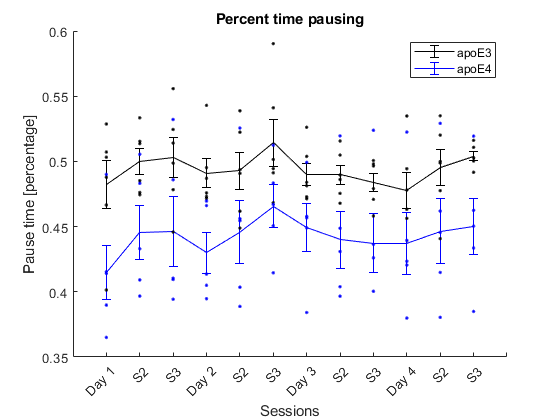 Percent time pausing
apoE3
apoE4
Pause time [percentage]
0.6
0.55
0.5
0.45
0.4
0.35
Day 1
S2
S3
Day 2
S2
S3
Day 3
S2
S3
Day 4
S2
S3
Sessions